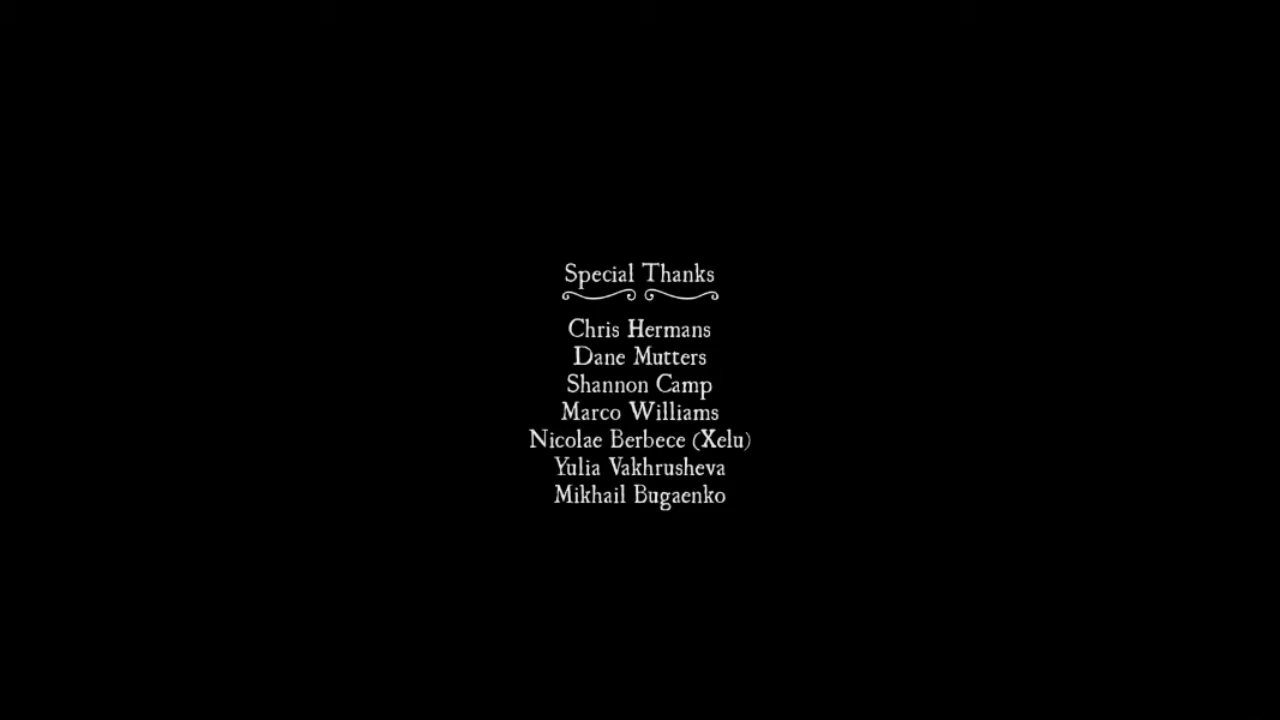 Special Thanks
Chris Hermans
Dane Mutters
Shannon Camp
Marco Williams
Nicolae Berbece (Xelu)
Yulia Vakhrusheva
Mikhail Bugaenko